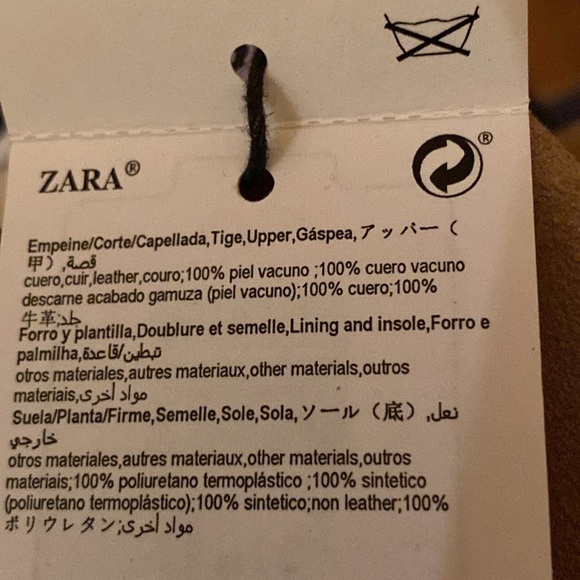 ZARA®
®
Empeine/Corte/Capellada,Tige,Upper,Gáspea,アッパー（
甲）,قصة
cuero,cuir,leather,couro;100% piel vacuno ;100% cuero vacuno
descarne acabado gamuza (piel vacuno);100% cuero;100%
牛革;جلد
Forro y plantilla,Doublure et semelle,Lining and insole,Forro e
palmilha,تبطين/قاعدة
otros materiales,autres materiaux,other materials,outros
materiais,مواد أخرى
Suela/Planta/Firme,Semelle,Sole,Sola,ソール（底）,نعل
خارجي
otros materiales,autres materiaux,other materials,outros
materiais;100% poliuretano termoplástico ;100% sintetico
(poliuretano termoplástico);100% sintetico;non leather;100%
ポリウレタン;مواد أخرى